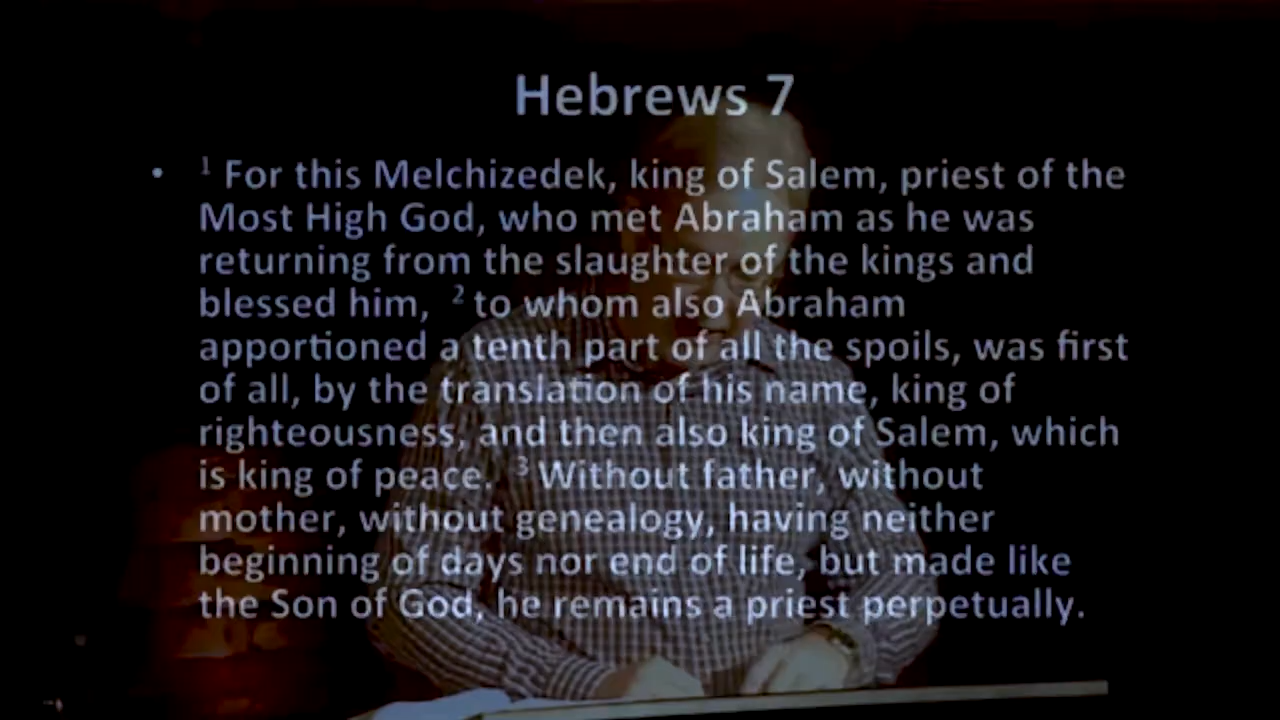 Hebrews 7
• 1 For this Melchizedek, king of Salem, priest of the
Most High God, who met Abraham as he was
returning from the slaughter of the kings and
blessed him, 2 to whom also Abraham
apportioned a tenth part of all the spoils, was first
of all, by the translation of his name, king of
righteousness, and then also king of Salem, which
is king of peace. 3 Without father, without
mother, without genealogy, having neither
beginning of days nor end of life, but made like
the Son of God, he remains a priest perpetually.